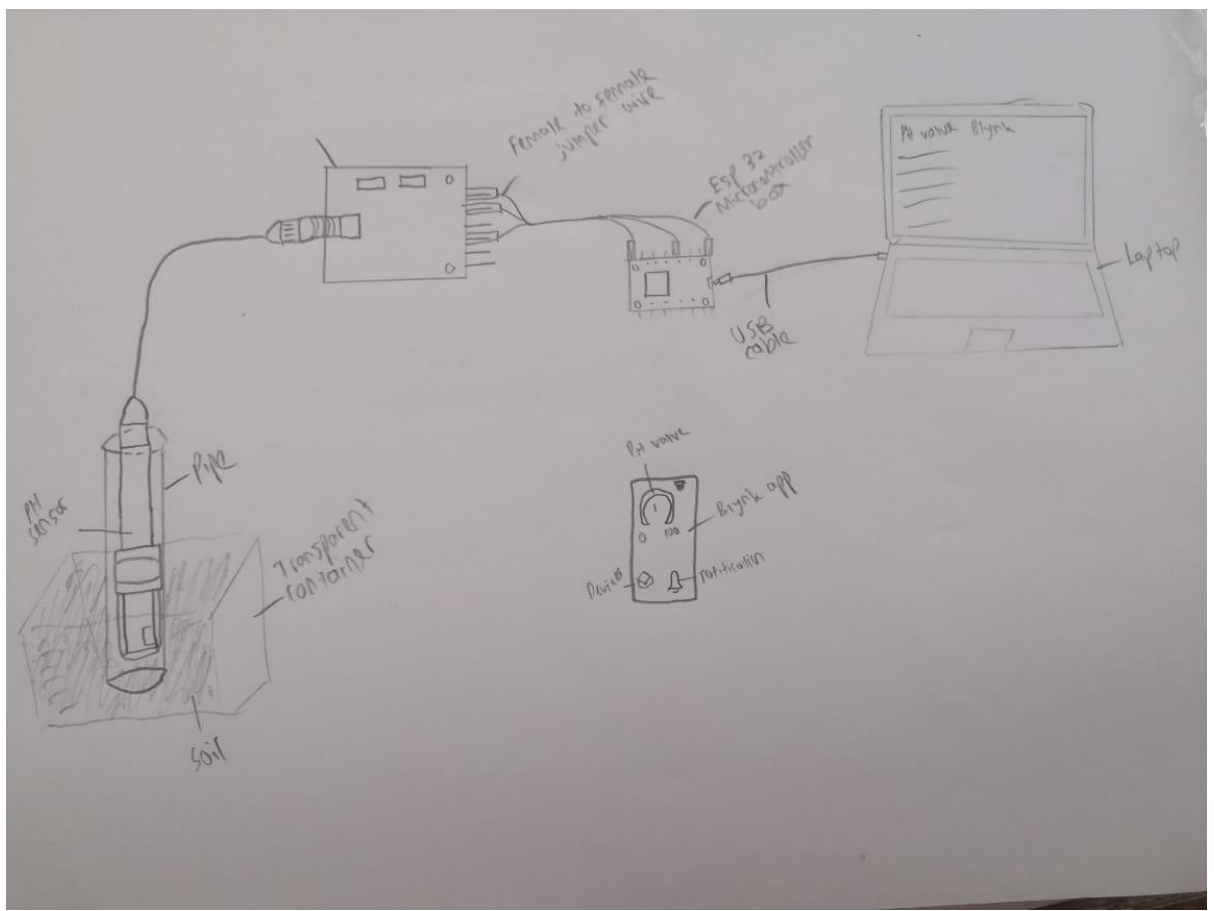 Female to Female
jumper wire
ESP 32
Microcontroller
box
PH value Blynk
Laptop
USB
cable
Pipe
PH
sensor
Transparent
container
Soil
PH value
0 100
Blynk app
Devices
notification